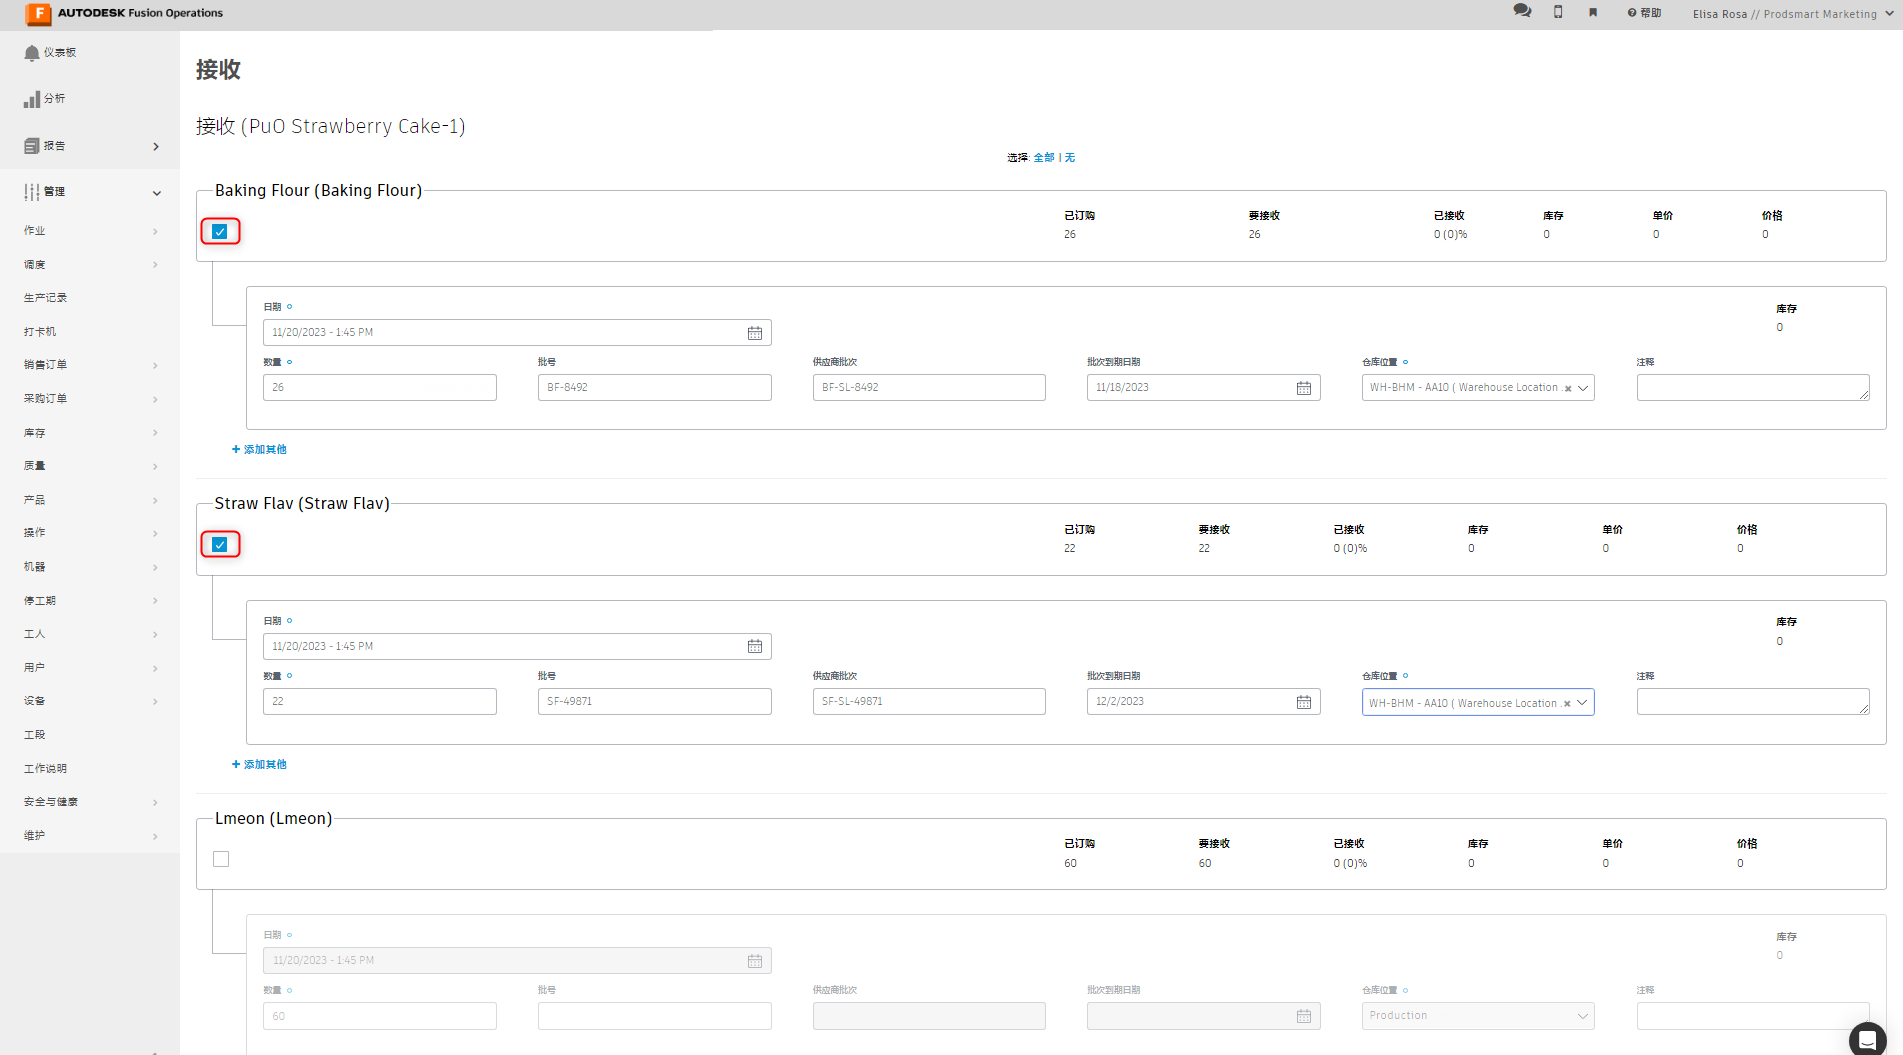 AUTODESK Fusion Operations
帮助
Elisa Rosa // Prodsmart Marketing
仪表板
分析
报告
管理
作业
调度
生产记录
打卡机
销售订单
采购订单
库存
质量
产品
操作
机器
停工期
工人
用户
设备
工段
工作说明
安全与健康
维护
接收
接收 (PuO Strawberry Cake-1)
选择: 全部 | 无
Baking Flour (Baking Flour)
已订购 要接收 已接收 库存 单价 价格
26 26 0 (0)% 0 0 0
日期 库存
11/20/2023 - 1:45 PM 0
数量 批号 供应商批次 批次到期日期 仓库位置 注释
26 BF-8492 BF-SL-8492 11/18/2023 WH-BHM - AA10 ( Warehouse Location .
+ 添加其他
Straw Flav (Straw Flav)
已订购 要接收 已接收 库存 单价 价格
22 22 0 (0)% 0 0 0
日期 库存
11/20/2023 - 1:45 PM 0
数量 批号 供应商批次 批次到期日期 仓库位置 注释
22 SF-49871 SF-SL-49871 12/2/2023 WH-BHM - AA10 ( Warehouse Location .
+ 添加其他
Lmeon (Lmeon)
已订购 要接收 已接收 库存 单价 价格
60 60 0 (0)% 0 0 0
日期 库存
11/20/2023 - 1:45 PM 0
数量 批号 供应商批次 批次到期日期 仓库位置 注释
60 Production